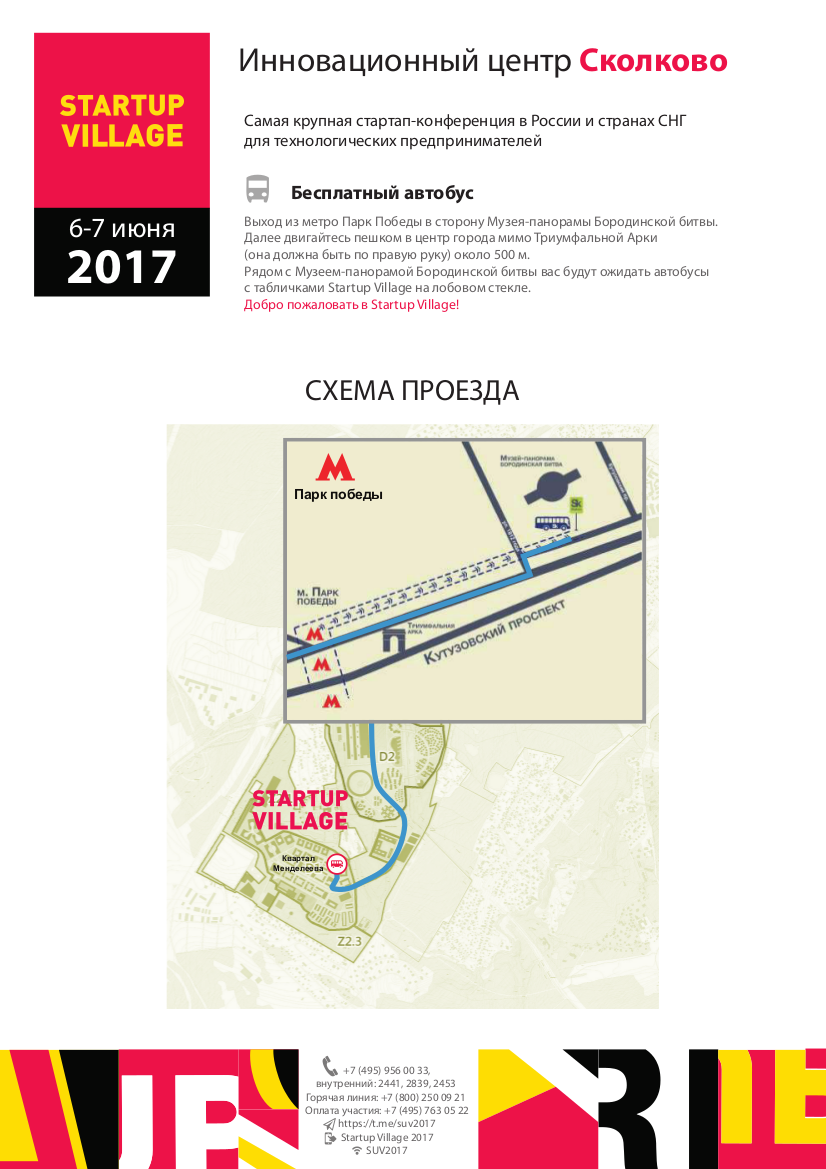 STARTUP
VILLAGE
6-7 июня
2017
Инновационный центр Сколково
Самая крупная стартап-конференция в России и странах СНГ
для технологических предпринимателей
Бесплатный автобус
Выход из метро Парк Победы в сторону Музея-панорамы Бородинской битвы.
Далее двигайтесь пешком в центр города мимо Триумфальной Арки
(она должна быть по правую руку) около 500 м.
Рядом с Музеем-панорамой Бородинской битвы вас будут ожидать автобусы
с табличками Startup Village на лобовом стекле.
Добро пожаловать в Startup Village!
СХЕМА ПРОЕЗДА
Парк победы
Музей-панорама
Бородинская битва
Sk
м. Парк
Победы
Триумфальная
арка
Кутузовский проспект
D2
STARTUP
VILLAGE
Квартал
Менделеева
Z2.3
+7 (495) 956 00 33,
внутренний: 2441, 2839, 2453
Горячая линия: +7 (800) 250 09 21
Оплата участия: +7 (495) 763 05 22
https://t.me/suv2017
Startup Village 2017
SUV2017